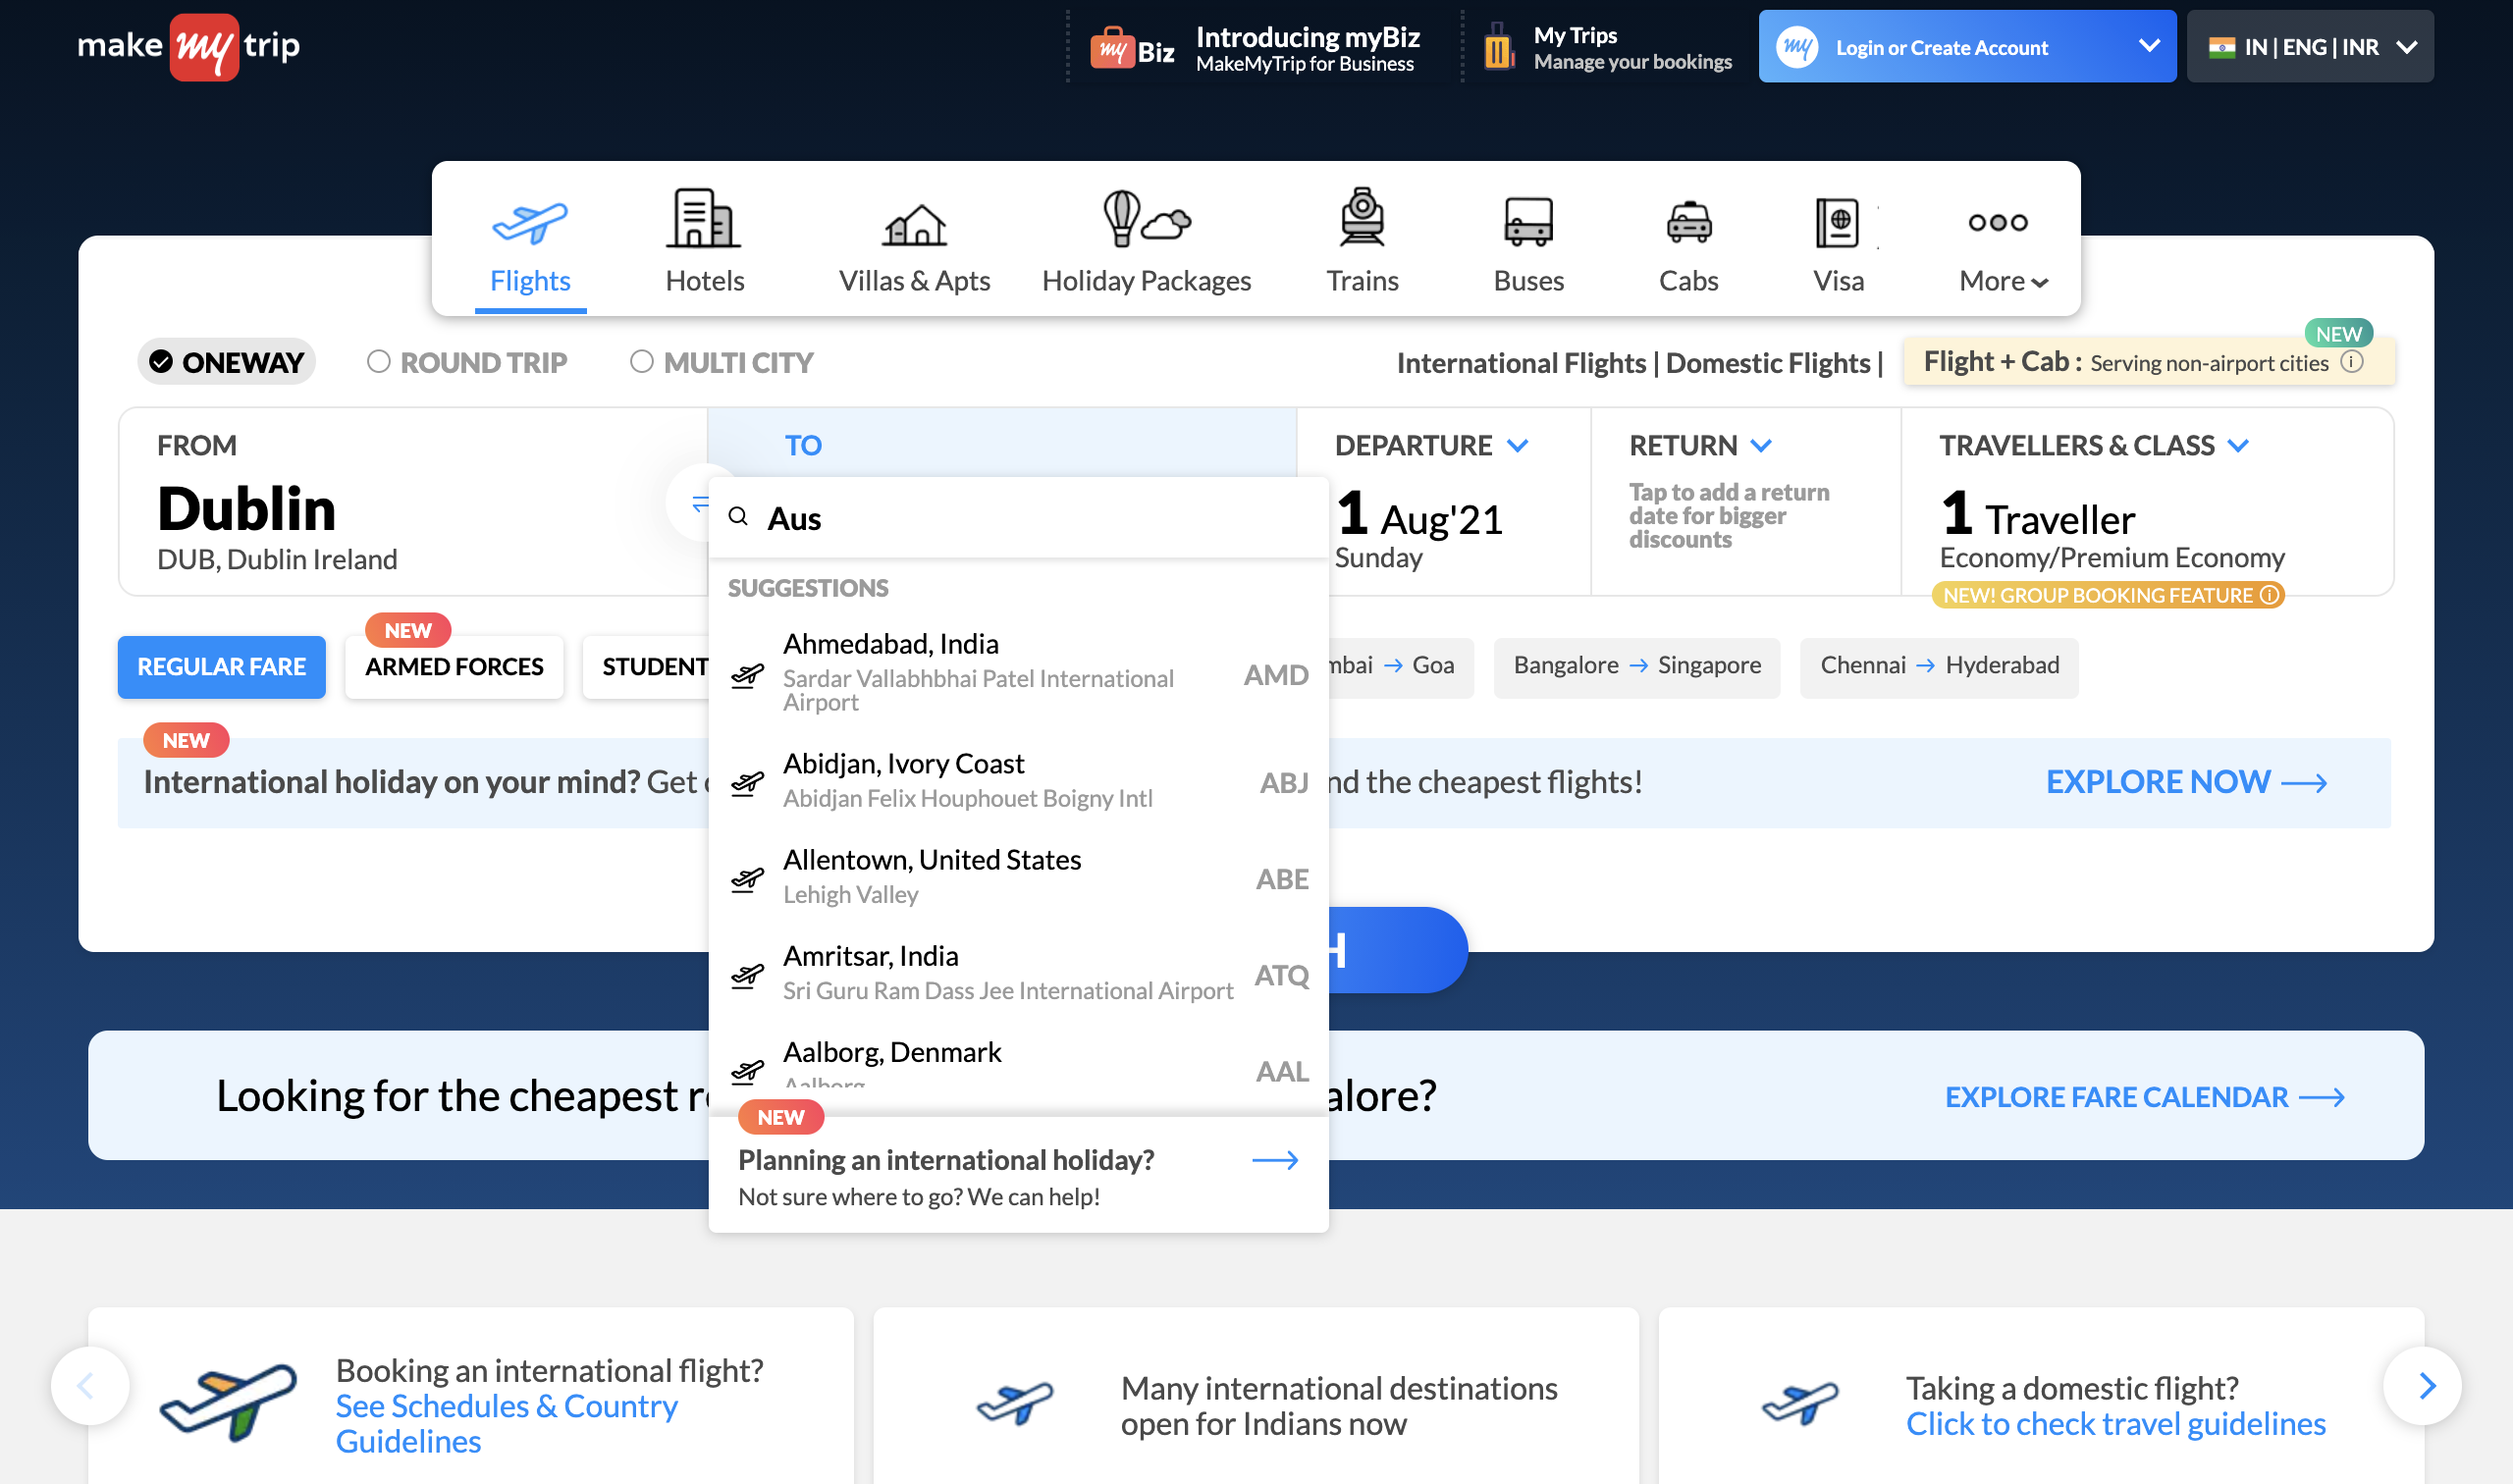 make my trip
my Biz
Introducing myBiz
MakeMyTrip for Business
My Trips
Manage your bookings
my Login or Create Account
IN | ENG | INR
Flights
Hotels
Villas & Apts
Holiday Packages
Trains
Buses
Cabs
Visa
More
ONEWAY
ROUND TRIP
MULTI CITY
International Flights | Domestic Flights |
NEW
Flight + Cab : Serving non-airport cities
FROM
Dublin
DUB, Dublin Ireland
TO
Aus
SUGGESTIONS
Ahmedabad, India
Sardar Vallabhbhai Patel International
Airport
AMD
Abidjan, Ivory Coast
Abidjan Felix Houphouet Boigny Intl
ABJ
Allentown, United States
Lehigh Valley
ABE
Amritsar, India
Sri Guru Ram Dass Jee International Airport
ATQ
Aalborg, Denmark
Aalborg
AAL
NEW
Planning an international holiday?
Not sure where to go? We can help!
DEPARTURE
1 Aug'21
Sunday
RETURN
Tap to add a return
date for bigger
discounts
TRAVELLERS & CLASS
1 Traveller
Economy/Premium Economy
NEW! GROUP BOOKING FEATURE
REGULAR FARE
NEW
ARMED FORCES
STUDENT
mbai → Goa
Bangalore → Singapore
Chennai → Hyderabad
NEW
International holiday on your mind? Get
nd the cheapest flights!
EXPLORE NOW
H
Looking for the cheapest r
alore?
EXPLORE FARE CALENDAR
Booking an international flight?
See Schedules & Country
Guidelines
Many international destinations
open for Indians now
Taking a domestic flight?
Click to check travel guidelines